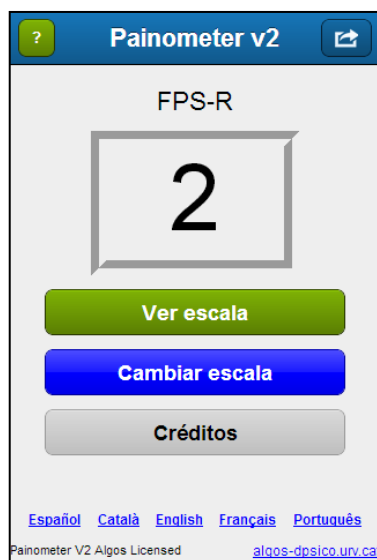 ?
Painometer v2
FPS-R
2
Ver escala
Cambiar escala
Créditos
Español Català English Français Português
Painometer V2 Algos Licensed algos-dpsico.urv.cat